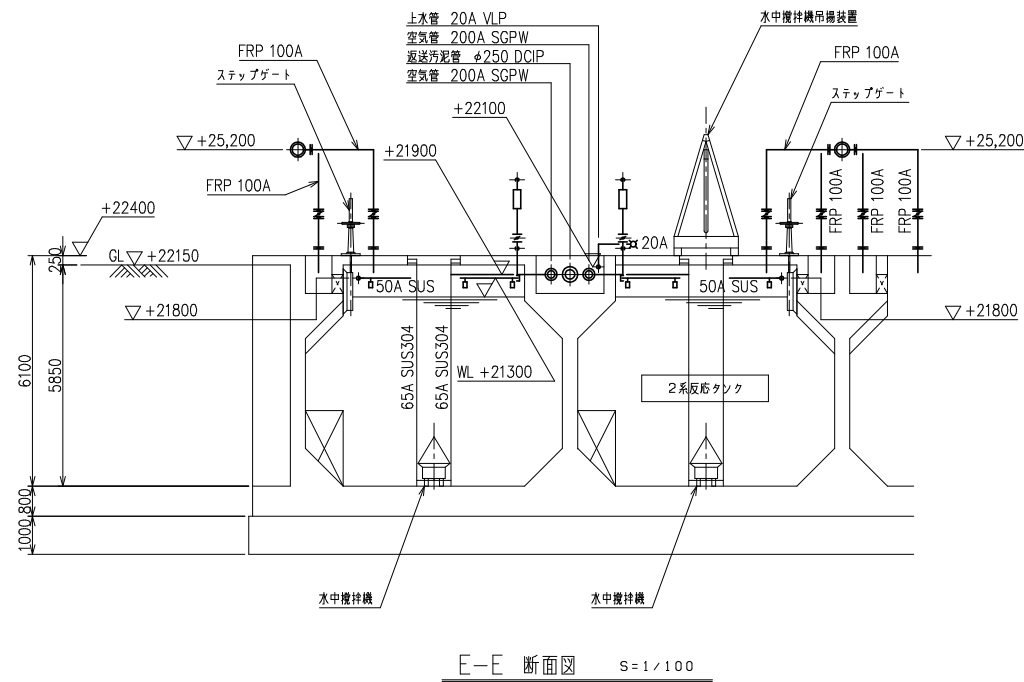 上水管 20A VLP
空気管 200A SGPW
返送汚泥管 φ250 DCIP
空気管 200A SGPW
水中攪拌機吊揚装置
FRP 100A
ステップゲート
FRP 100A
ステップゲート
+22100
+21900
+25,200
+25,200
FRP 100A
FRP 100A
FRP 100A
FRP 100A
+22400
250
GL +22150
20A
50A SUS
50A SUS
+21800
+21800
6100
5850
65A SUS304
65A SUS304
WL +21300
2系反応タンク
800
1000
水中攪拌機
水中攪拌機
E-E 断面図 S=1/100